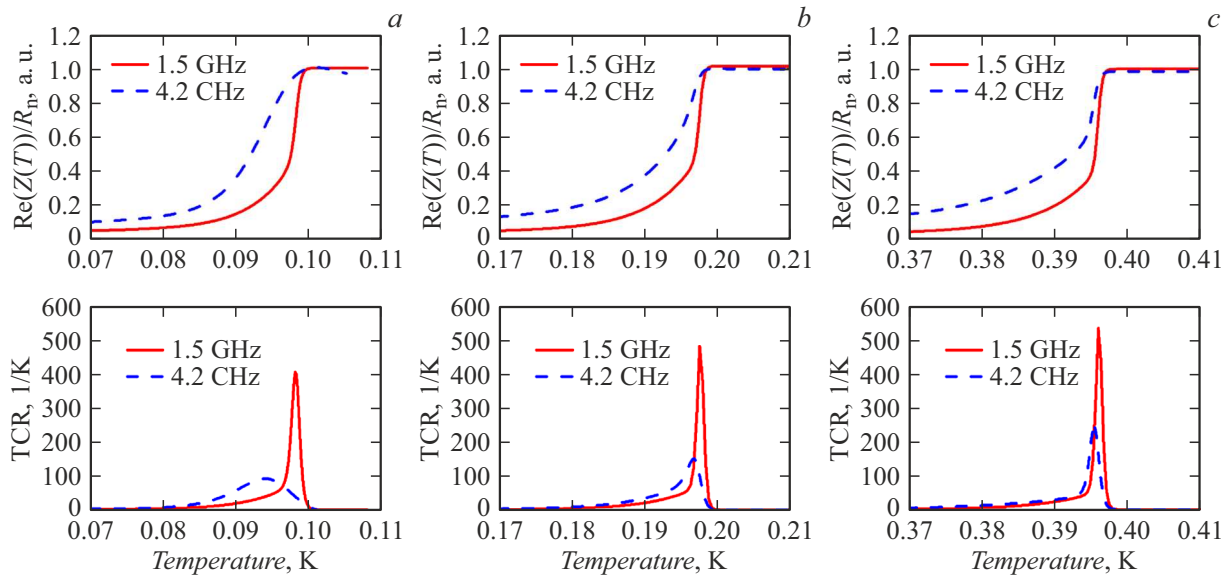 a
Re(Z(T))/Rn, a. u.
1.2
1.0
0.8
0.6
0.4
0.2
0
1.5 GHz
4.2 CHz
0.07 0.08 0.09 0.10 0.11
b
Re(Z(T))/Rn, a. u.
1.2
1.0
0.8
0.6
0.4
0.2
0
1.5 GHz
4.2 CHz
0.17 0.18 0.19 0.20 0.21
c
Re(Z(T))/Rn, a. u.
1.2
1.0
0.8
0.6
0.4
0.2
0
1.5 GHz
4.2 CHz
0.37 0.38 0.39 0.40 0.41
TCR, 1/K
600
500
400
300
200
100
0
1.5 GHz
4.2 CHz
0.07 0.08 0.09 0.10 0.11
Temperature, K
TCR, 1/K
600
500
400
300
200
100
0
1.5 GHz
4.2 CHz
0.17 0.18 0.19 0.20 0.21
Temperature, K
TCR, 1/K
600
500
400
300
200
100
0
1.5 GHz
4.2 CHz
0.37 0.38 0.39 0.40 0.41
Temperature, K